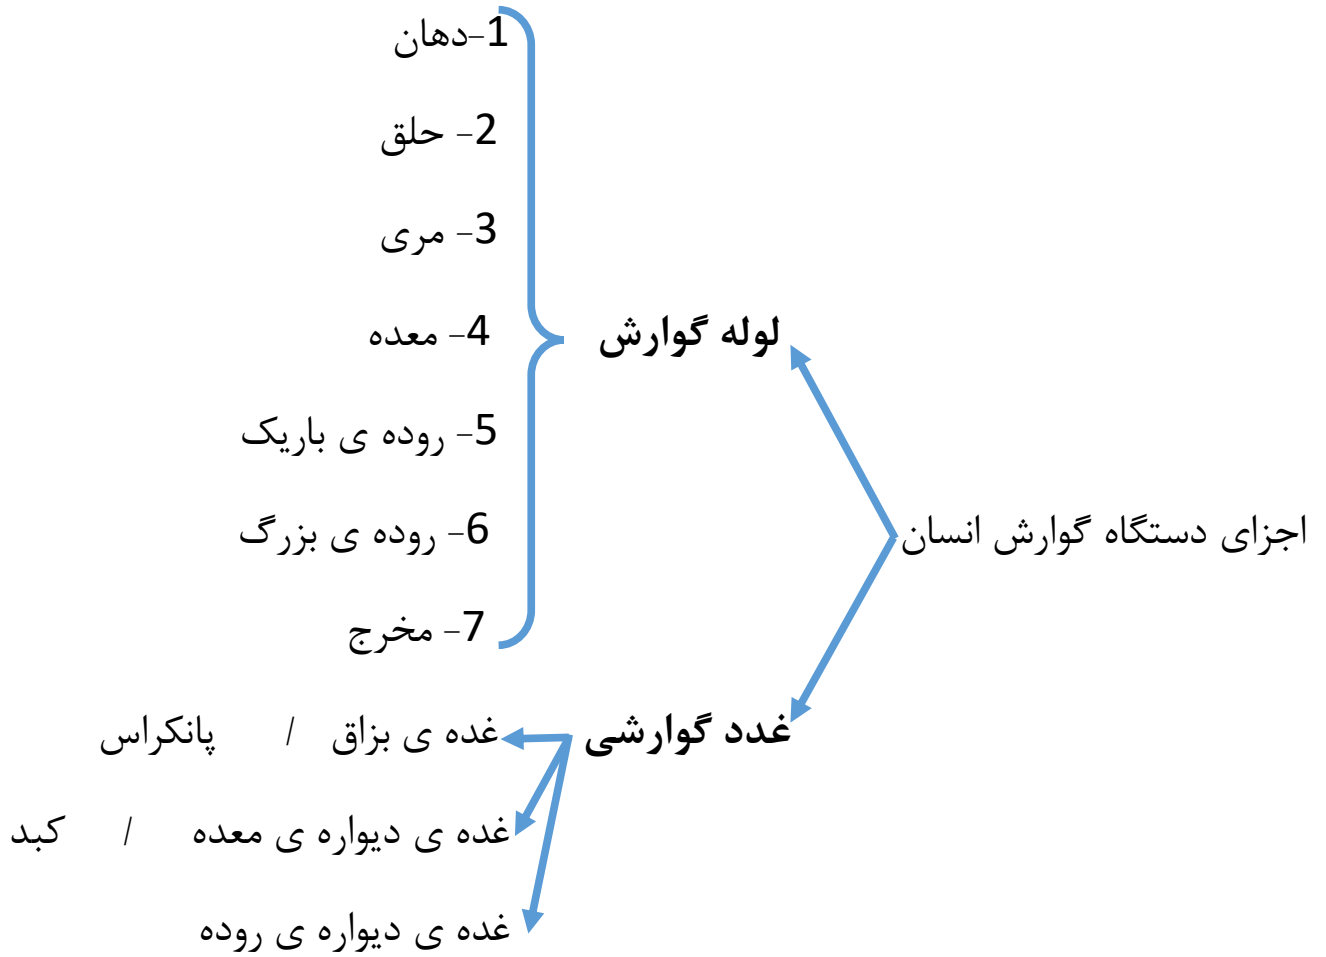 1-دهان
2- حلق
3- مری
4- معده
لوله گوارش
5- روده ی باریک
6- روده ی بزرگ
اجزای دستگاه گوارش انسان
7- مخرج
غدد گوارشی
غده ی بزاق / پانکراس
غده ی دیواره ی معده / کبد
غده ی دیواره ی روده